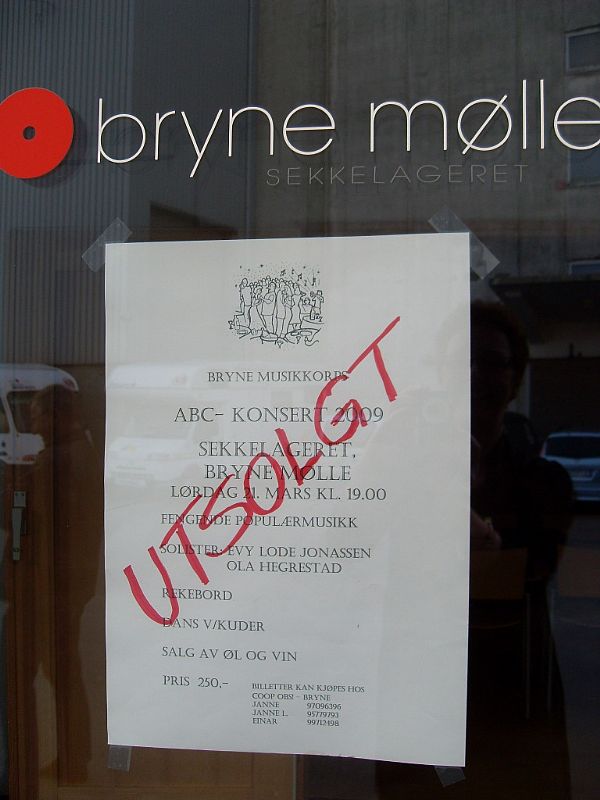 bryne mølle
SEKKELAGERET
BRYNE MUSIKKORPS
ABC- KONSERT 2009
SEKKELAGERET,
BRYNE MØLLE
LØRDAG 21. MARS KL. 19.00
FENGENDE POPULÆRMUSIKK
SOLISTER: EVY LODE JONASSEN
OLA HEGRESTAD
REKEBORD
DANS V/KUDER
SALG AV ØL OG VIN
PRIS 250,-
BILLETTER KAN KJØPES HOS
COOP OBS! - BRYNE
JANNE 97096396
JANNE L. 95779793
EINAR 99712498
UTSOLGT